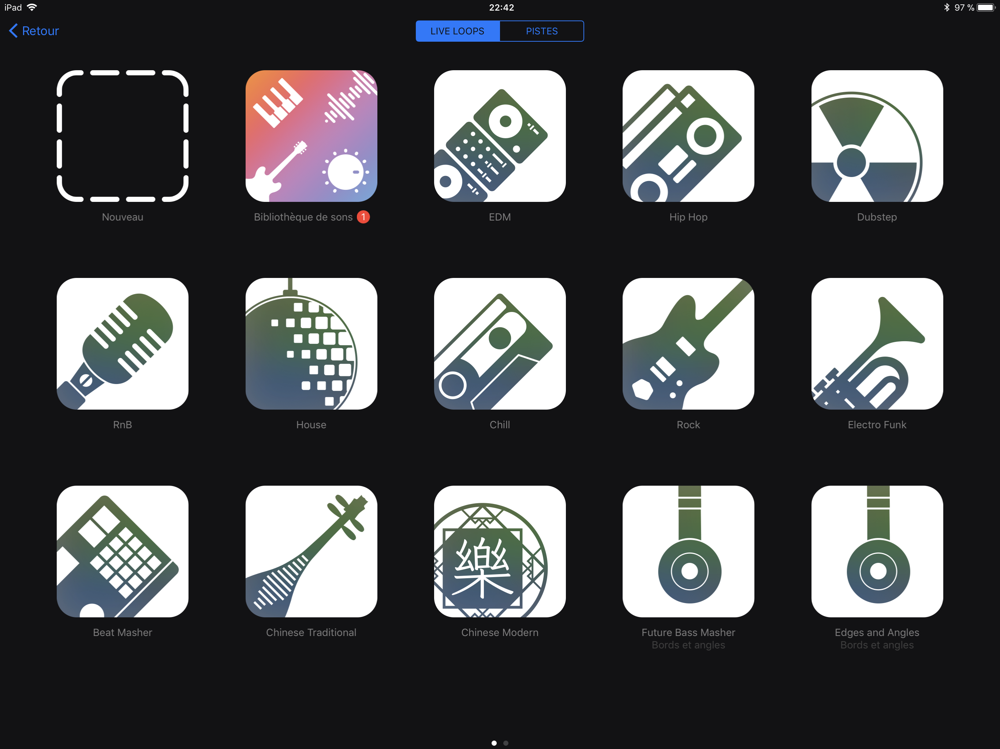 iPad 22:42 97 %
Retour LIVE LOOPS PISTES
Nouveau Bibliothèque de sons 1 EDM Hip Hop Dubstep
RnB House Chill Rock Electro Funk
樂
Beat Masher Chinese Traditional Chinese Modern Future Bass Masher Edges and Angles
Bords et angles Bords et angles